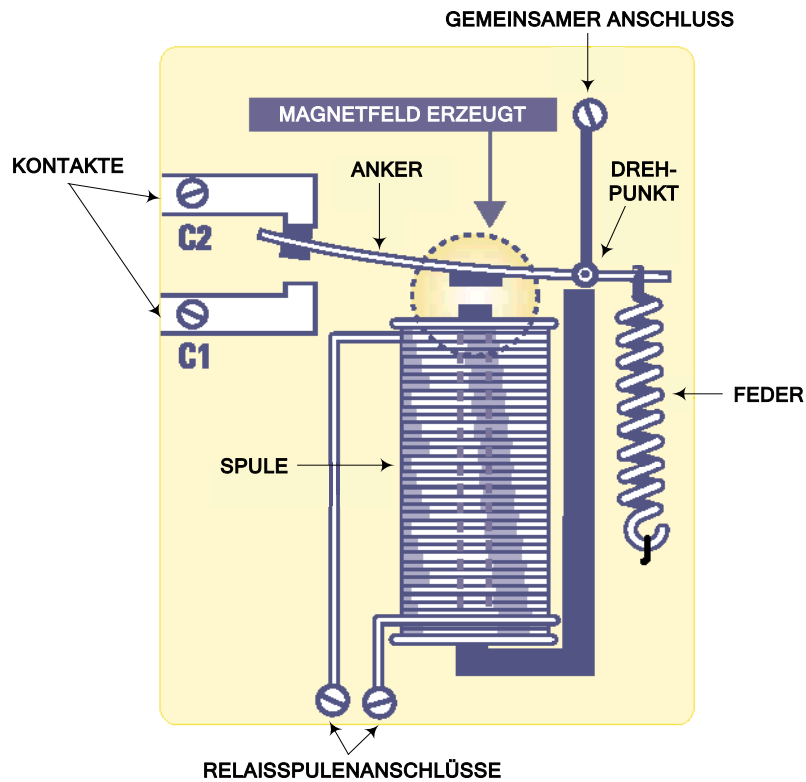 GEMEINSAMER ANSCHLUSS
MAGNETFELD ERZEUGT
KONTAKTE
ANKER
DREH-
PUNKT
C2
C1
FEDER
SPULE
RELAISSPULENANSCHLÜSSE